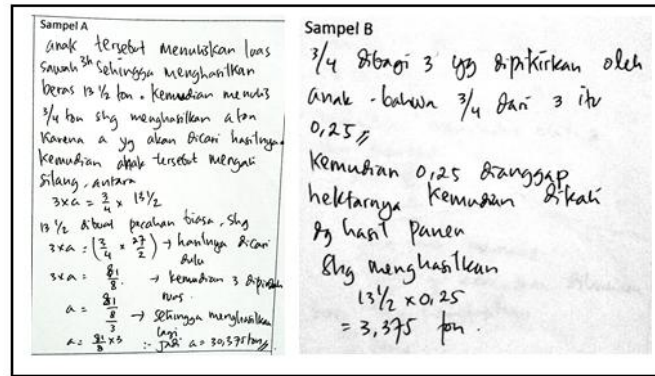 Sampel A
anak tersebut menuliskan luas
sawah 3h sehingga menghasilkan
beras 13 ½ ton. Kemudian menulis
3/4 ton shg menghasilkan a ton
Karena a yg akan dicari hasilnya
Kemudian anak tersebut mengali
silang, antara
3 x a = 3/4 x 13 1/2
13 ½ dibuat pecahan biasa, shg
3 x a = (3/4 x 27/2) → hasilnya dicari
dulu
3 x a = 81/8 → kemudian 3 dipindah
ruas.
a = 81/8/3 → sehingga menghasilkan
lagi
a = 81/8 x 3 :- Jadi a = 30,375 ton //
Sampel B
3/4 dibagi 3 yg dipikirkan oleh
anak - bahwa 3/4 dari 3 itu
0,25 //
Kemudian 0,25 dianggap
hektarnya Kemudian dikali
dg hasil panen
Shg menghasilkan
13 1/2 x 0,25
= 3,375 ton.